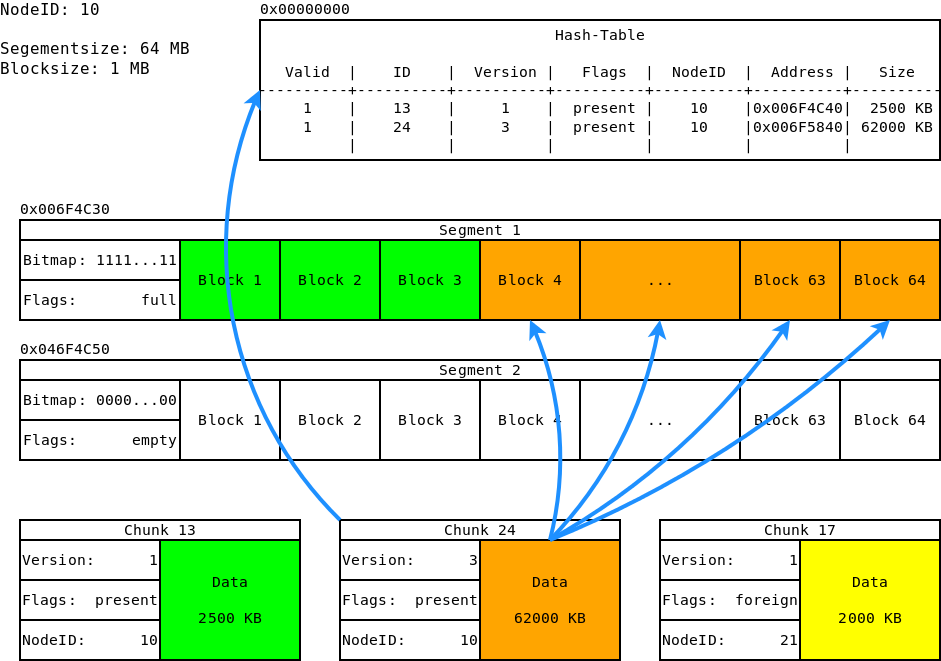 NodeID: 10
0x00000000
Segementsize: 64 MB
Blocksize: 1 MB
Hash-Table
Valid | ID | Version | Flags | NodeID | Address | Size
----------+----------+----------+----------+----------+----------+----------
1 | 13 | 1 | present | 10 |0x006F4C40| 2500 KB
1 | 24 | 3 | present | 10 |0x006F5840| 62000 KB
| | | | | |
0x006F4C30
Segment 1
Bitmap: 1111...11
Flags: full
Block 1 Block 2 Block 3 Block 4 ... Block 63 Block 64
0x046F4C50
Segment 2
Bitmap: 0000...00
Flags: empty
Block 1 Block 2 Block 3 Block 4 ... Block 63 Block 64
Chunk 13
Version: 1
Flags: present
NodeID: 10
Data
2500 KB
Chunk 24
Version: 3
Flags: present
NodeID: 10
Data
62000 KB
Chunk 17
Version: 1
Flags: foreign
NodeID: 21
Data
2000 KB